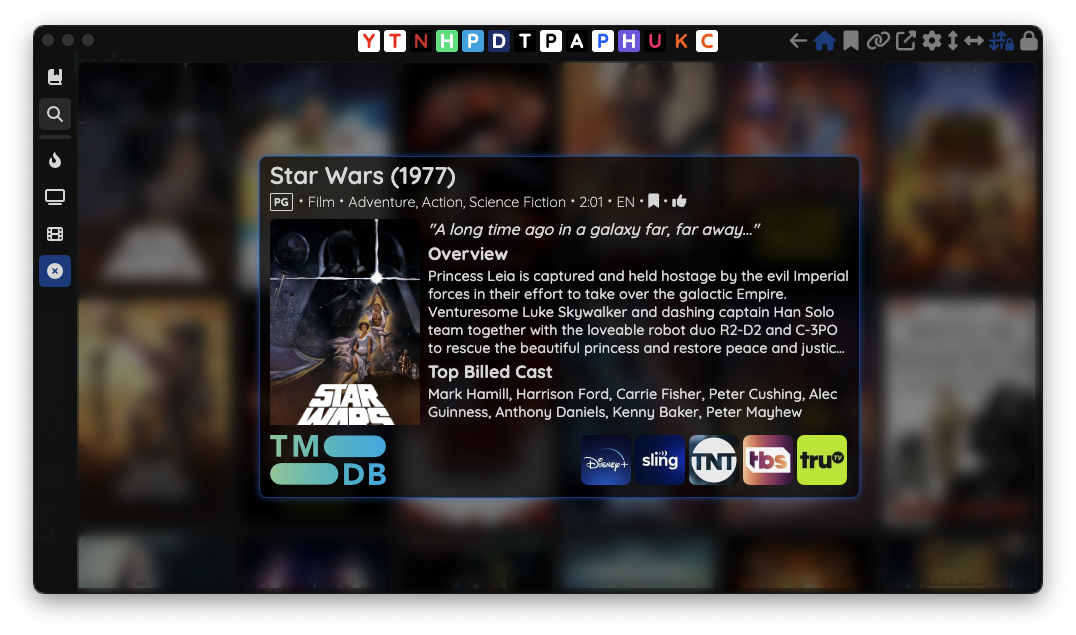 Y T N H P D T P A P H U K C
Star Wars (1977)
PG • Film • Adventure, Action, Science Fiction • 2:01 • EN • •
"A long time ago in a galaxy far, far away..."
Overview
Princess Leia is captured and held hostage by the evil Imperial
forces in their effort to take over the galactic Empire.
Venturesome Luke Skywalker and dashing captain Han Solo
team together with the loveable robot duo R2-D2 and C-3PO
to rescue the beautiful princess and restore peace and justic...
Top Billed Cast
Mark Hamill, Harrison Ford, Carrie Fisher, Peter Cushing, Alec
Guinness, Anthony Daniels, Kenny Baker, Peter Mayhew
STAR
WARS
TM
DB
Disney+
sling
TNT
tbs
truTV